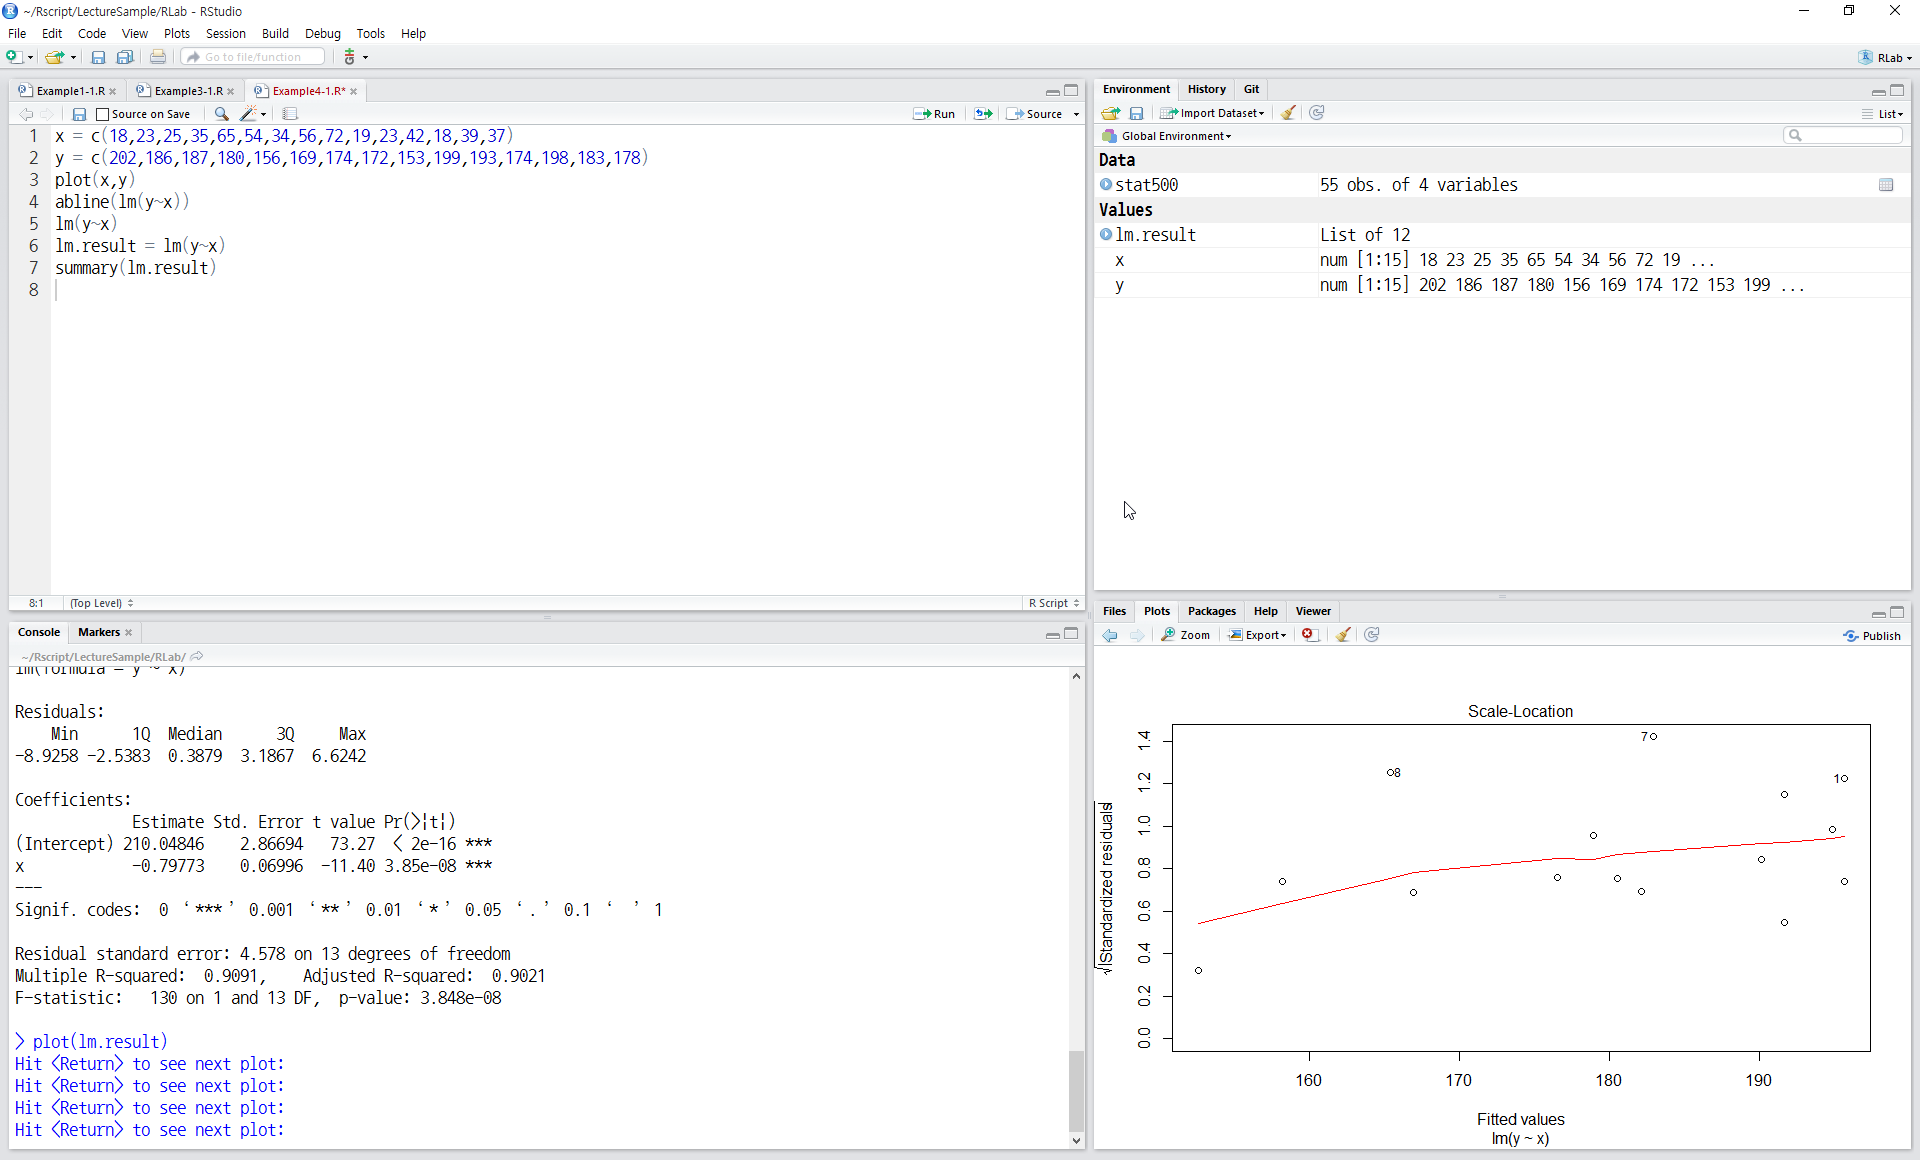 ~/Rscript/LectureSample/RLab - RStudio
File Edit Code View Plots Session Build Debug Tools Help
Go to file/function
RLab
Example1-1.R
Example3-1.R
Example4-1.R*
Source on Save
Run
Source
1 x = c(18,23,25,35,65,54,34,56,72,19,23,42,18,39,37)
2 y = c(202,186,187,180,156,169,174,172,153,199,193,174,198,183,178)
3 plot(x,y)
4 abline(lm(y~x))
5 lm(y~x)
6 lm.result = lm(y~x)
7 summary(lm.result)
8
8:1 (Top Level) R Script
Console Markers
~/Rscript/LectureSample/RLab/
lm(formula = y ~ x)
Residuals:
Min 1Q Median 3Q Max
-8.9258 -2.5383 0.3879 3.1867 6.6242
Coefficients:
Estimate Std. Error t value Pr(>|t|)
(Intercept) 210.04846 2.86694 73.27 < 2e-16 ***
x -0.79773 0.06996 -11.40 3.85e-08 ***
---
Signif. codes: 0 ‘***’ 0.001 ‘**’ 0.01 ‘*’ 0.05 ‘.’ 0.1 ‘ ’ 1
Residual standard error: 4.578 on 13 degrees of freedom
Multiple R-squared: 0.9091, Adjusted R-squared: 0.9021
F-statistic: 130 on 1 and 13 DF, p-value: 3.848e-08
> plot(lm.result)
Hit <Return> to see next plot:
Hit <Return> to see next plot:
Hit <Return> to see next plot:
Hit <Return> to see next plot:
Environment History Git
Import Dataset
List
Global Environment
Data
stat500 55 obs. of 4 variables
Values
lm.result List of 12
x num [1:15] 18 23 25 35 65 54 34 56 72 19 ...
y num [1:15] 202 186 187 180 156 169 174 172 153 199 ...
Files Plots Packages Help Viewer
Zoom Export Publish
Scale-Location
√|Standardized residuals|
1.4
1.2
1.0
0.8
0.6
0.4
0.2
0.0
7
8
1
160 170 180 190
Fitted values
lm(y ~ x)